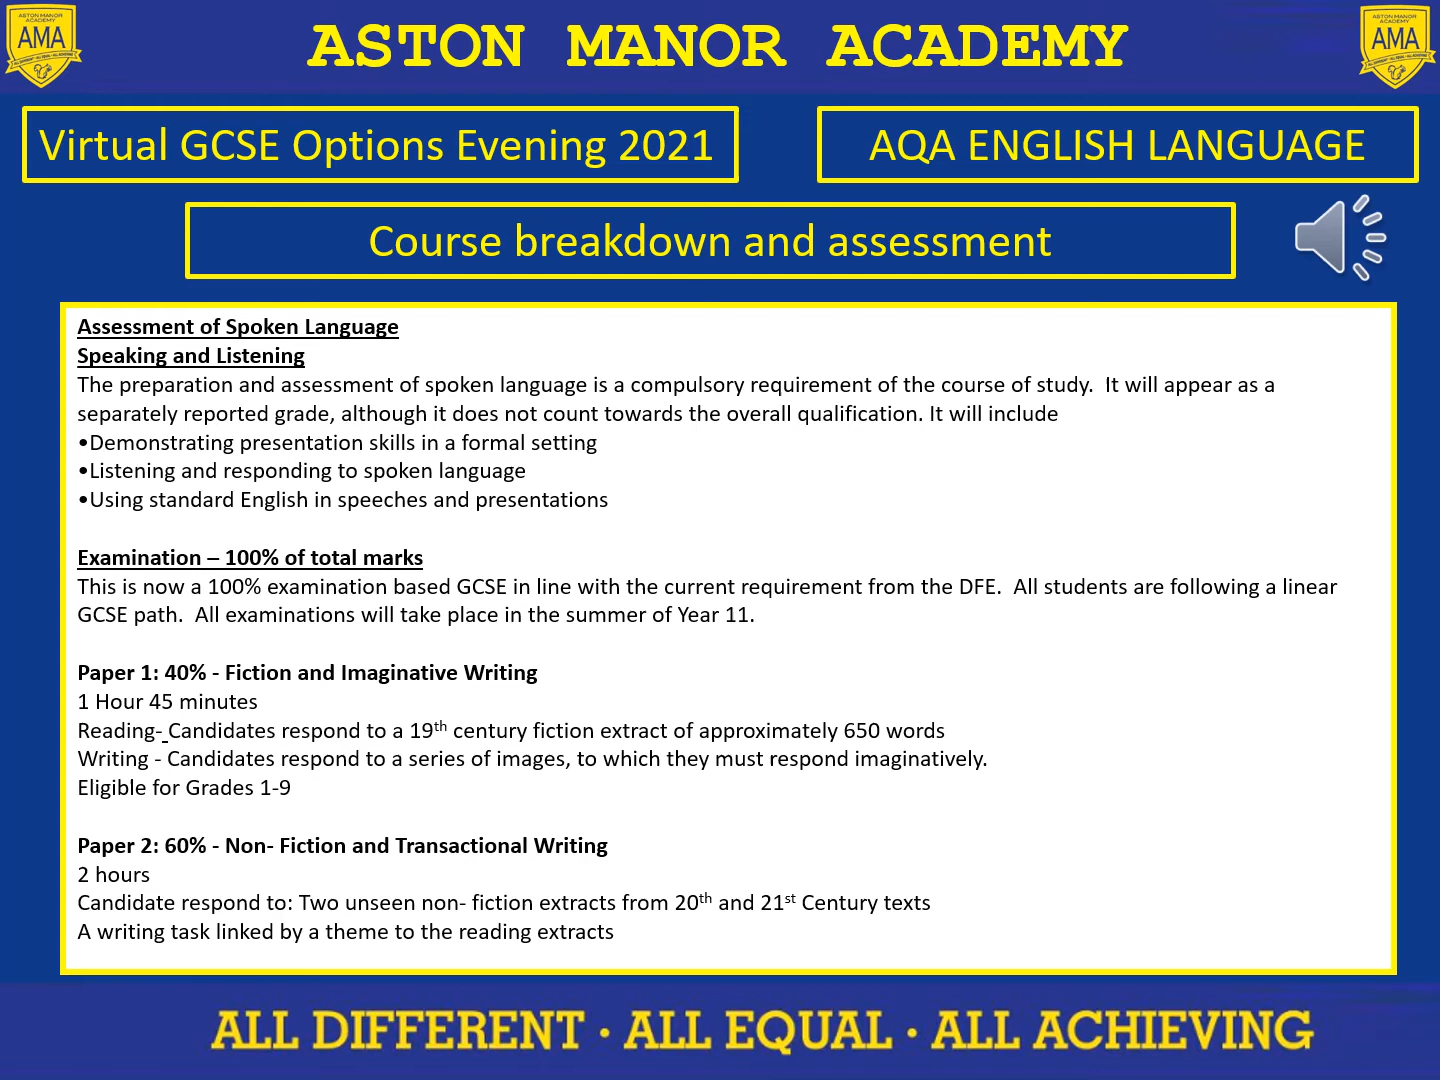 ASTON MANOR ACADEMY
AMA
ASTON MANOR
ACADEMY
AMA
Virtual GCSE Options Evening 2021
AQA ENGLISH LANGUAGE
Course breakdown and assessment
Assessment of Spoken Language
Speaking and Listening
The preparation and assessment of spoken language is a compulsory requirement of the course of study.  It will appear as a
separately reported grade, although it does not count towards the overall qualification. It will include
•Demonstrating presentation skills in a formal setting
•Listening and responding to spoken language
•Using standard English in speeches and presentations
Examination – 100% of total marks
This is now a 100% examination based GCSE in line with the current requirement from the DFE.  All students are following a linear
GCSE path.  All examinations will take place in the summer of Year 11.
Paper 1: 40% - Fiction and Imaginative Writing
1 Hour 45 minutes
Reading- Candidates respond to a 19th century fiction extract of approximately 650 words
Writing - Candidates respond to a series of images, to which they must respond imaginatively.
Eligible for Grades 1-9
Paper 2: 60% - Non- Fiction and Transactional Writing
2 hours
Candidate respond to: Two unseen non- fiction extracts from 20th and 21st Century texts
A writing task linked by a theme to the reading extracts
ALL DIFFERENT · ALL EQUAL · ALL ACHIEVING